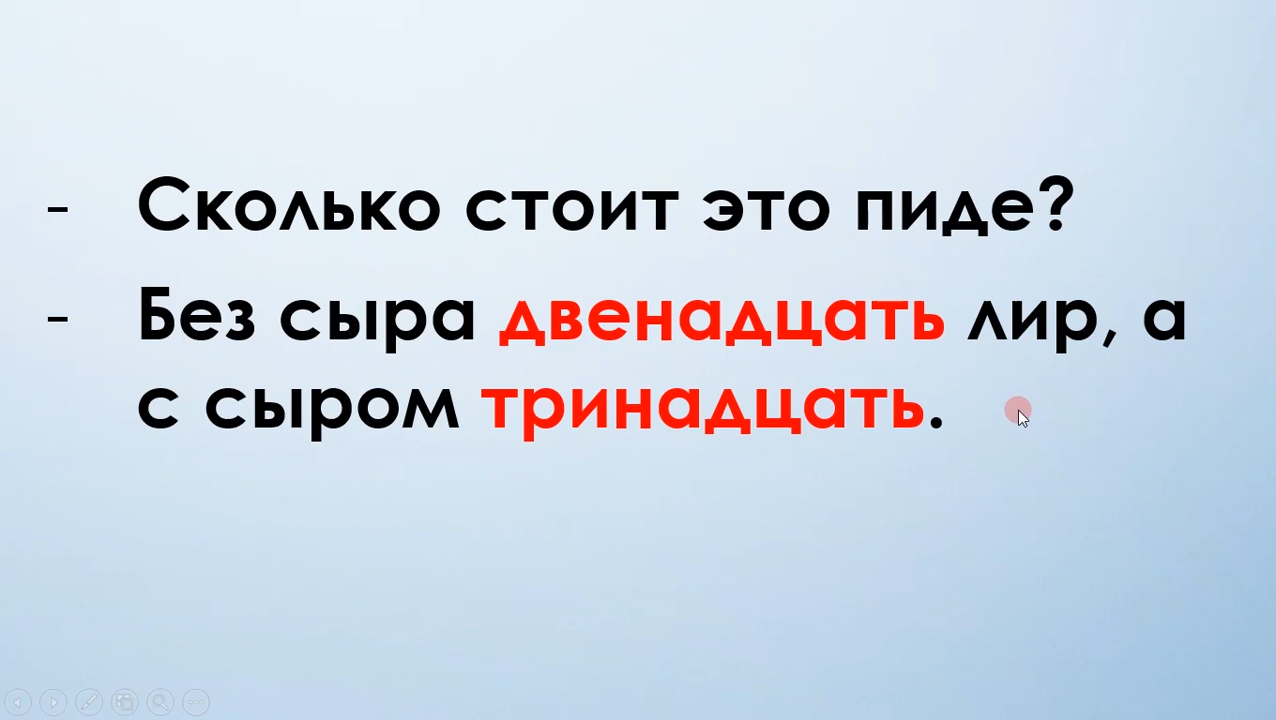 - Сколько стоит это пиде?
- Без сыра двенадцать лир, а
с сыром тринадцать.